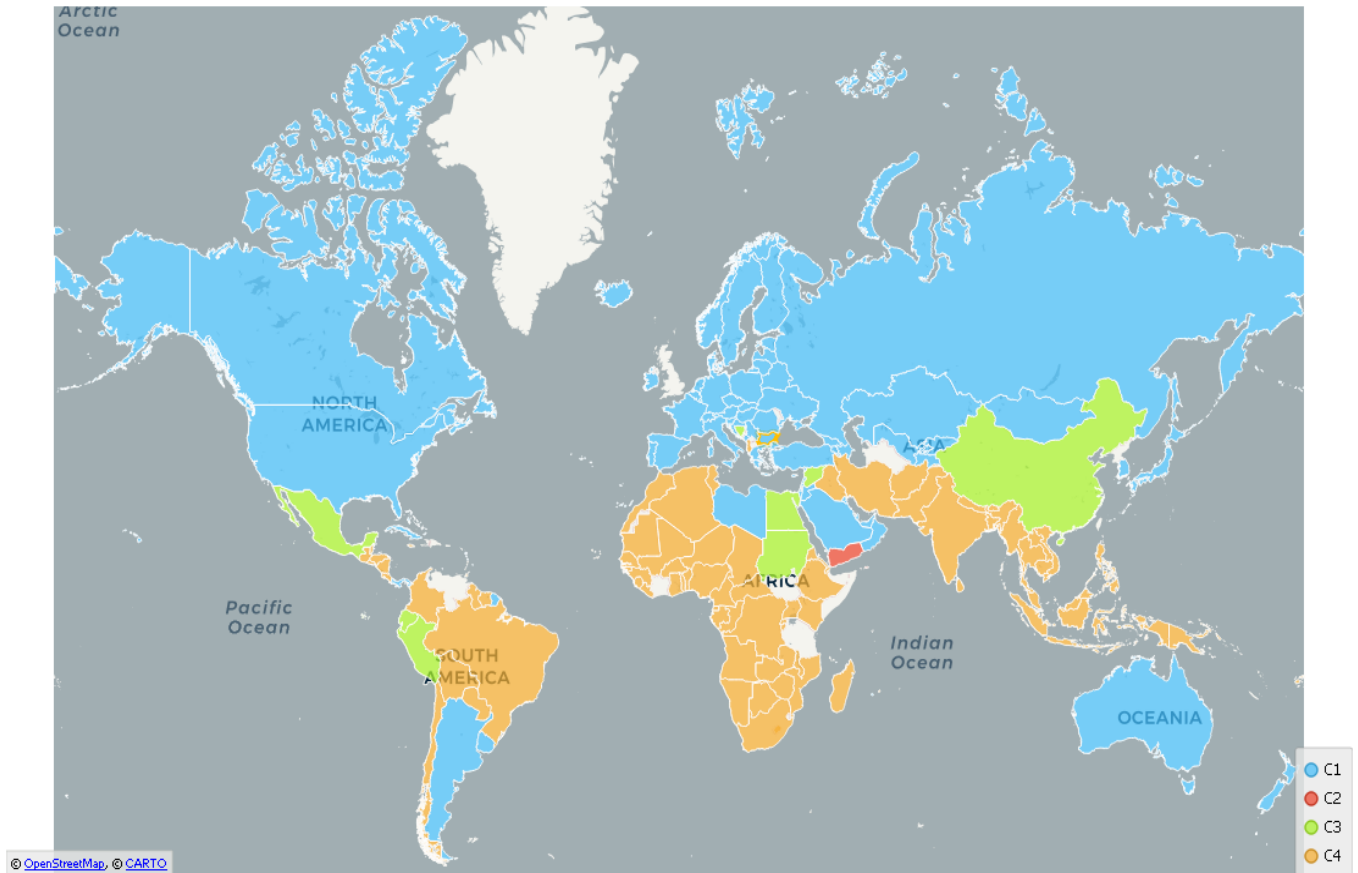 Arctic
Ocean
NORTH
AMERICA
ASIA
AFRICA
Pacific
Ocean
Indian
Ocean
SOUTH
AMERICA
OCEANIA
C1
C2
C3
C4
© OpenStreetMap, © CARTO